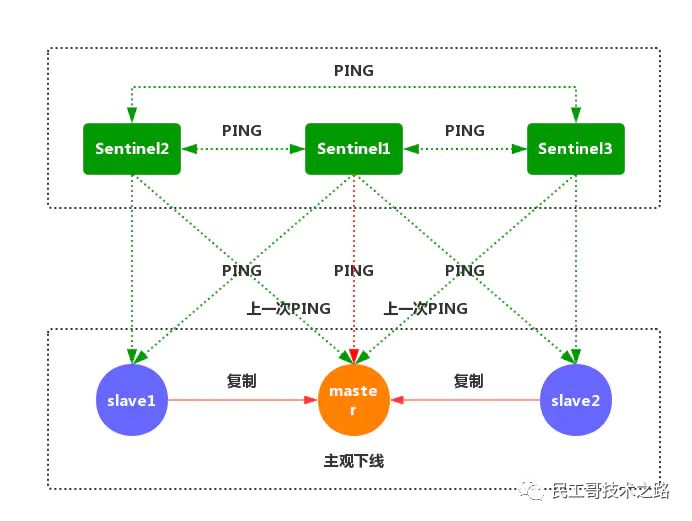 PING
PING
PING
Sentinel2
Sentinel1
Sentinel3
PING
PING
PING
上一次PING
上一次PING
复制
复制
slave1
maste
r
slave2
主观下线
民工哥技术之路